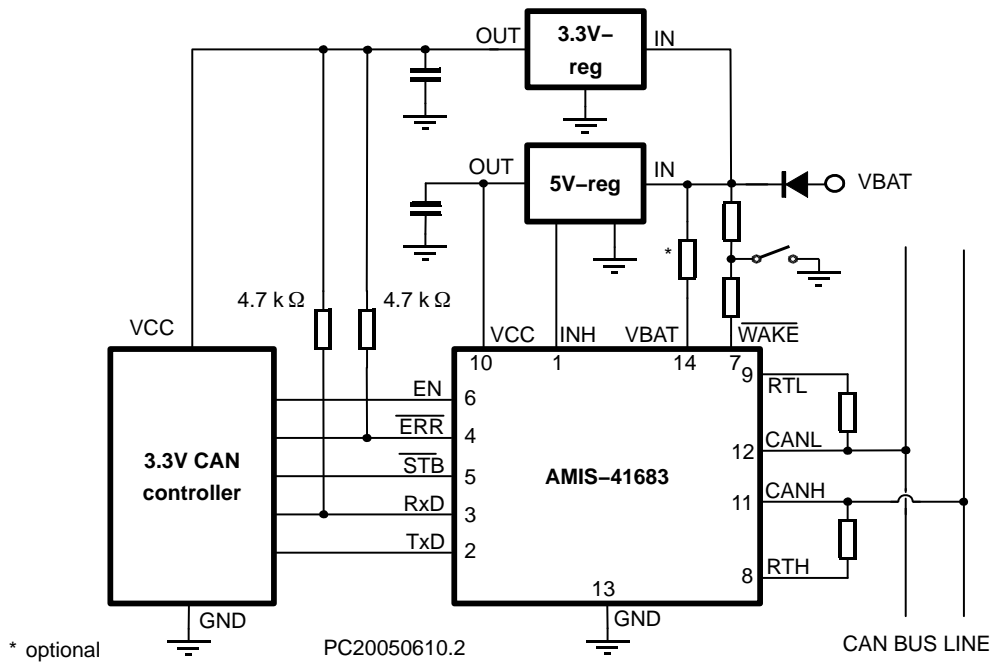 OUT
3.3V–
reg
IN
OUT
5V–reg
IN
VBAT
*
4.7 k Ω
4.7 k Ω
VCC
VCC
INH
VBAT
WAKE
10
1
14
7
9
RTL
EN
6
ERR
4
12
CANL
3.3V CAN
controller
STB
5
AMIS–41683
11
CANH
RxD
3
TxD
2
8
RTH
13
GND
GND
* optional
PC20050610.2
CAN BUS LINE